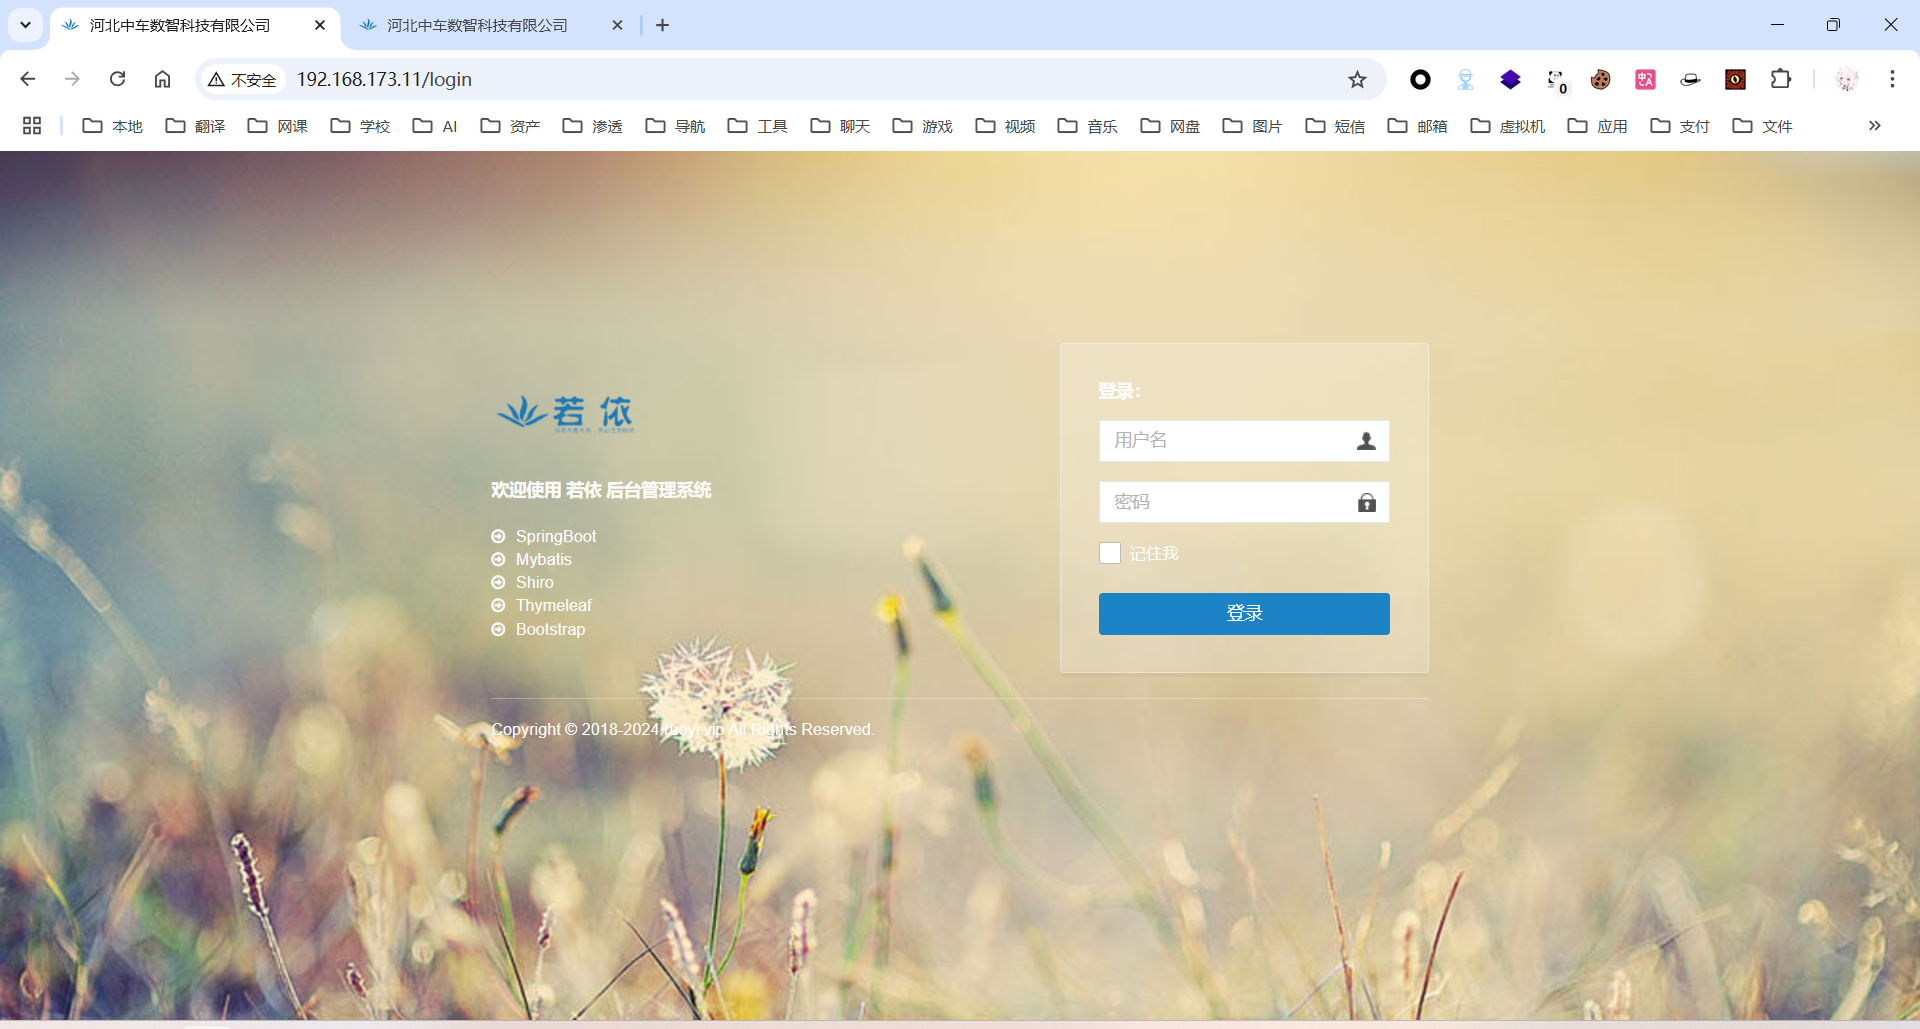 河北中车数智科技有限公司
河北中车数智科技有限公司
不安全
192.168.173.11/login
0
本地
翻译
网课
学校
AI
资产
渗透
导航
工具
聊天
游戏
视频
音乐
网盘
图片
短信
邮箱
虚拟机
应用
支付
文件
若依
欢迎使用 若依 后台管理系统
SpringBoot
Mybatis
Shiro
Thymeleaf
Bootstrap
登录：
用户名
密码
记住我
登录
Copyright © 2018-2024 ruoyi.vip All Rights Reserved.